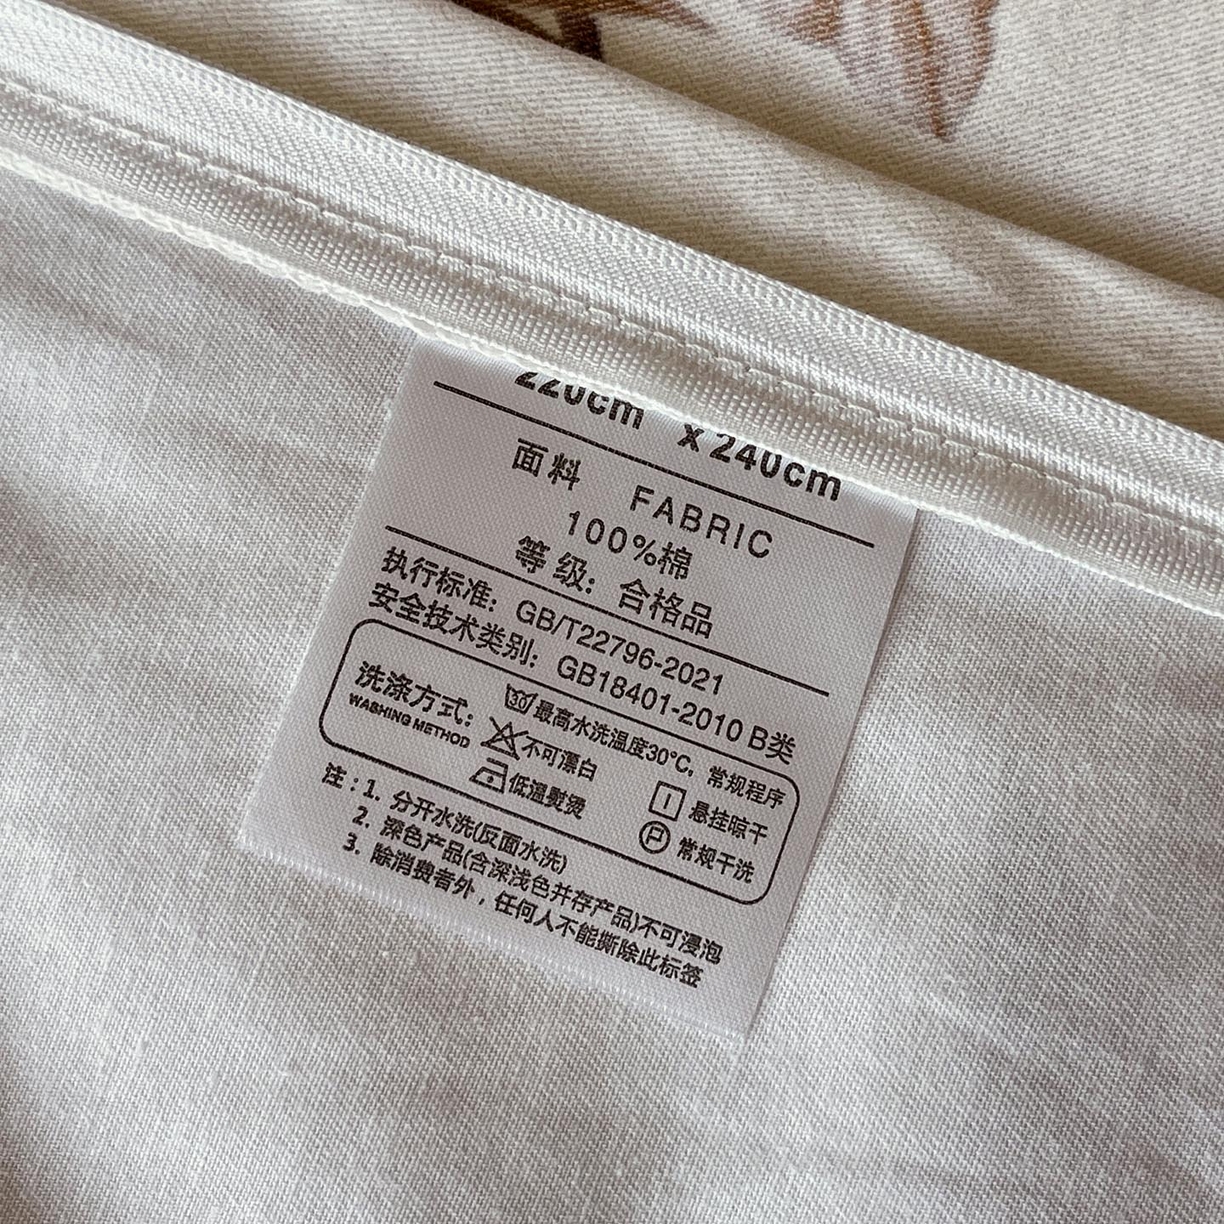 220cm x 240cm
面料 FABRIC
100%棉
等 级: 合格品
执行标准: GB/T22796-2021
安全技术类别: GB18401-2010 B类
洗涤方式:
WASHING METHOD
30 最高水洗温度30°C, 常规程序
不可漂白
悬挂晾干
低温熨烫
P 常规干洗
注:1. 分开水洗(反面水洗)
2. 深色产品(含深浅色并存产品)不可浸泡
3. 除消费者外,任何人不能撕除此标签